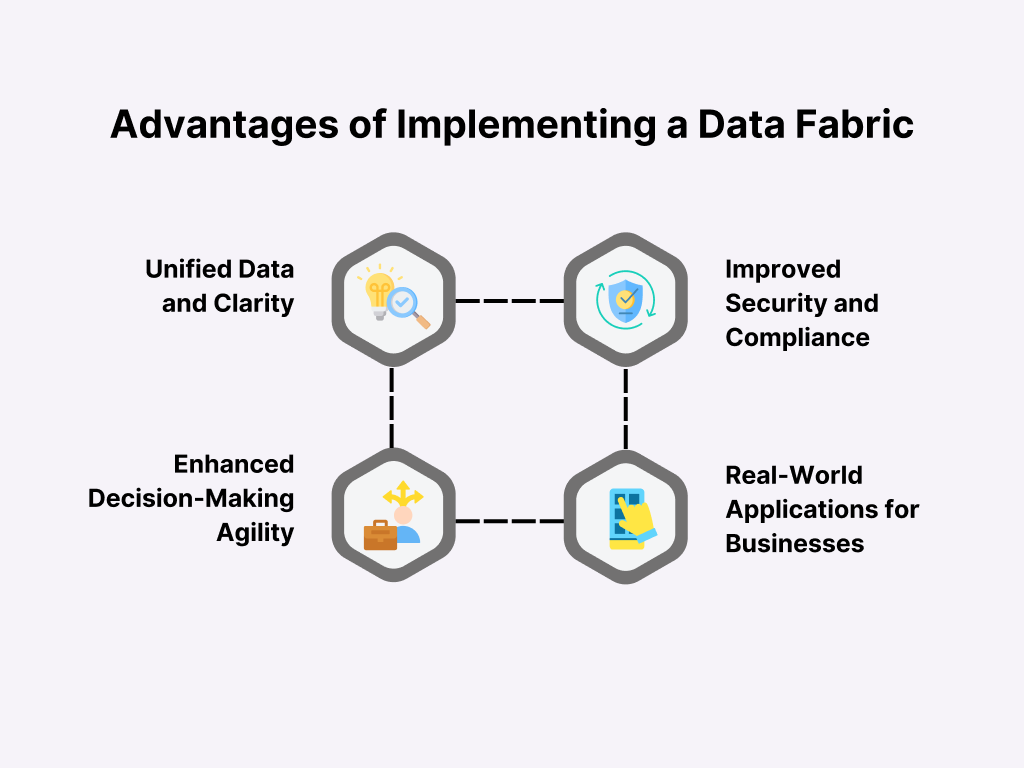 Advantages of Implementing a Data Fabric
Unified Data
and Clarity
Improved
Security and
Compliance
Enhanced
Decision-Making
Agility
Real-World
Applications for
Businesses